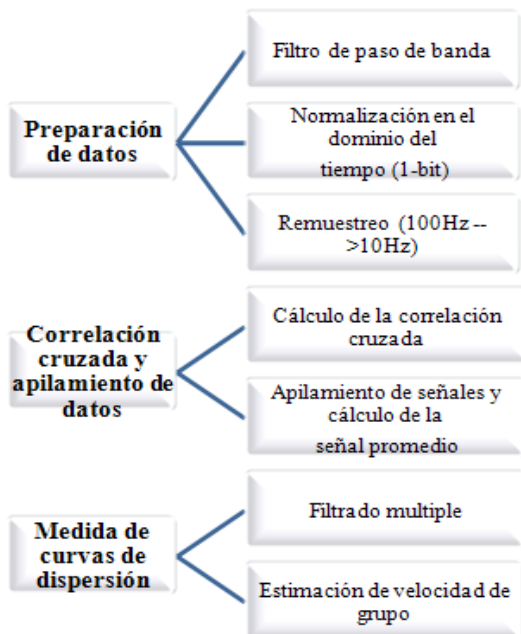 Preparación
de datos
Filtro de paso de banda
Normalización en el
dominio del
tiempo (1-bit)
Remuestreo (100Hz --
>10Hz)
Correlación
cruzada y
apilamiento de
datos
Cálculo de la correlación
cruzada
Apilamiento de señales y
cálculo de la
señal promedio
Medida de
curvas de
dispersión
Filtrado multiple
Estimación de velocidad de
grupo